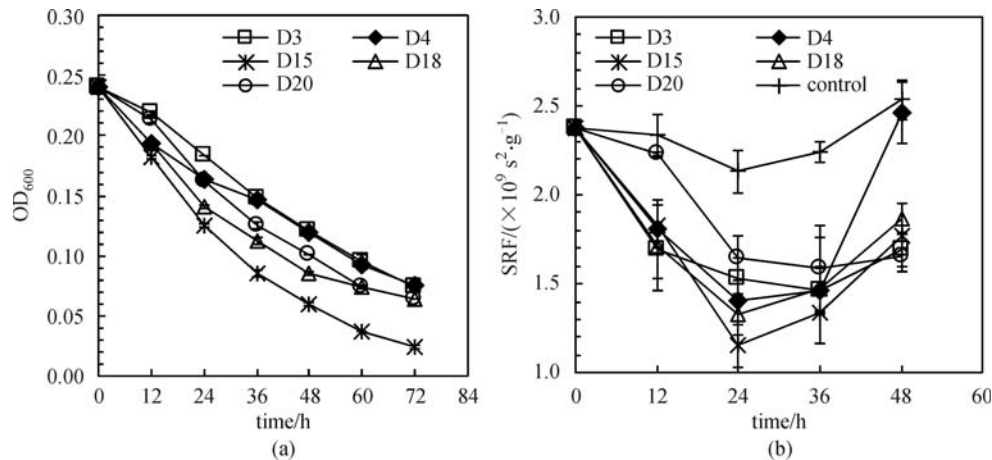 0.30
0.25
0.20
0.15
0.10
0.05
0.00
OD600
D3 D4
D15 D18
D20
0 12 24 36 48 60 72 84
time/h
(a)
3.0
2.5
2.0
1.5
1.0
SRF/(×10⁹ s²·g⁻¹)
D3 D4
D15 D18
D20 control
0 12 24 36 48 60
time/h
(b)